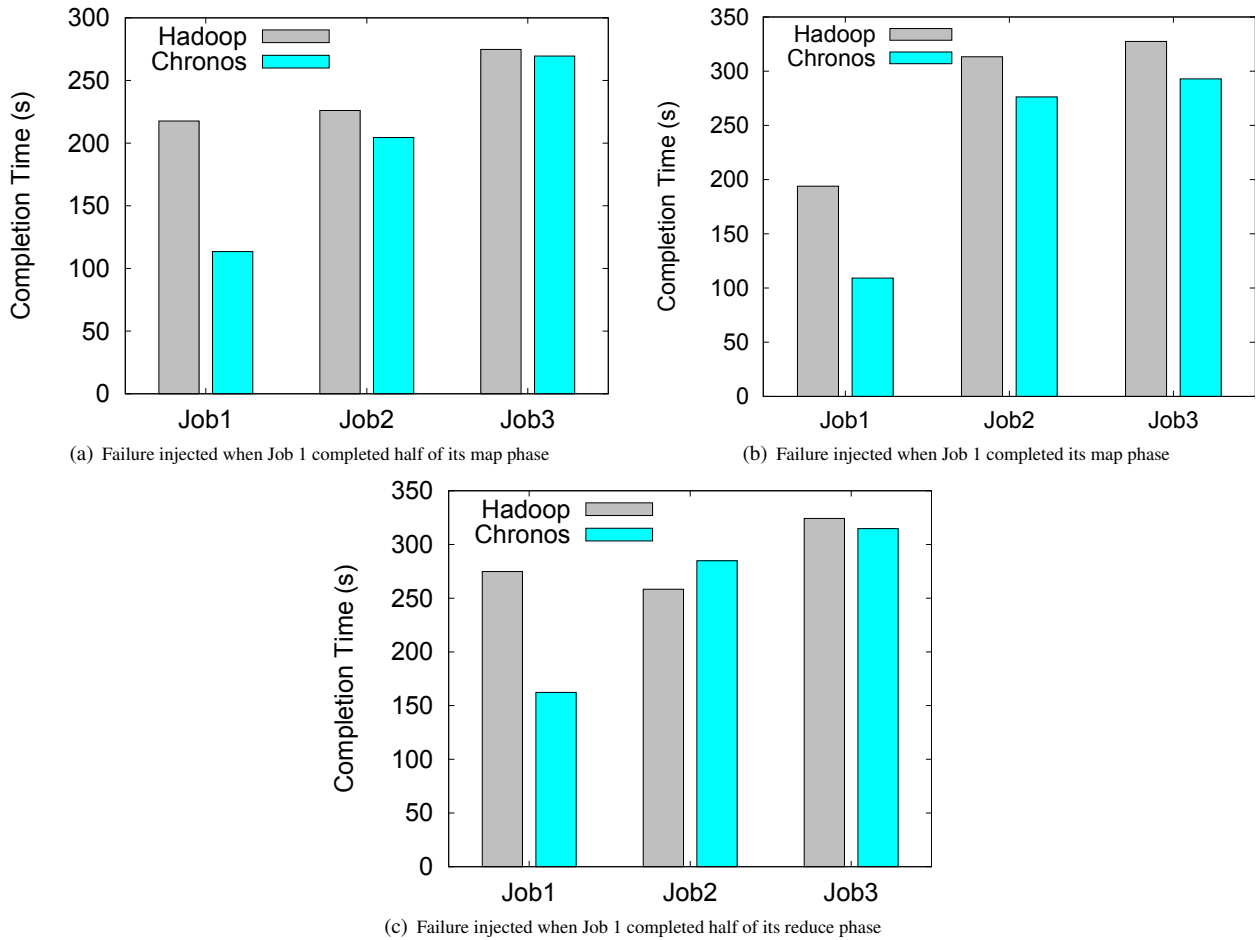 300
250
200
150
100
50
0
Completion Time (s)
Hadoop
Chronos
Job1 Job2 Job3
(a) Failure injected when Job 1 completed half of its map phase
350
300
250
200
150
100
50
0
Completion Time (s)
Hadoop
Chronos
Job1 Job2 Job3
(b) Failure injected when Job 1 completed its map phase
350
300
250
200
150
100
50
0
Completion Time (s)
Hadoop
Chronos
Job1 Job2 Job3
(c) Failure injected when Job 1 completed half of its reduce phase